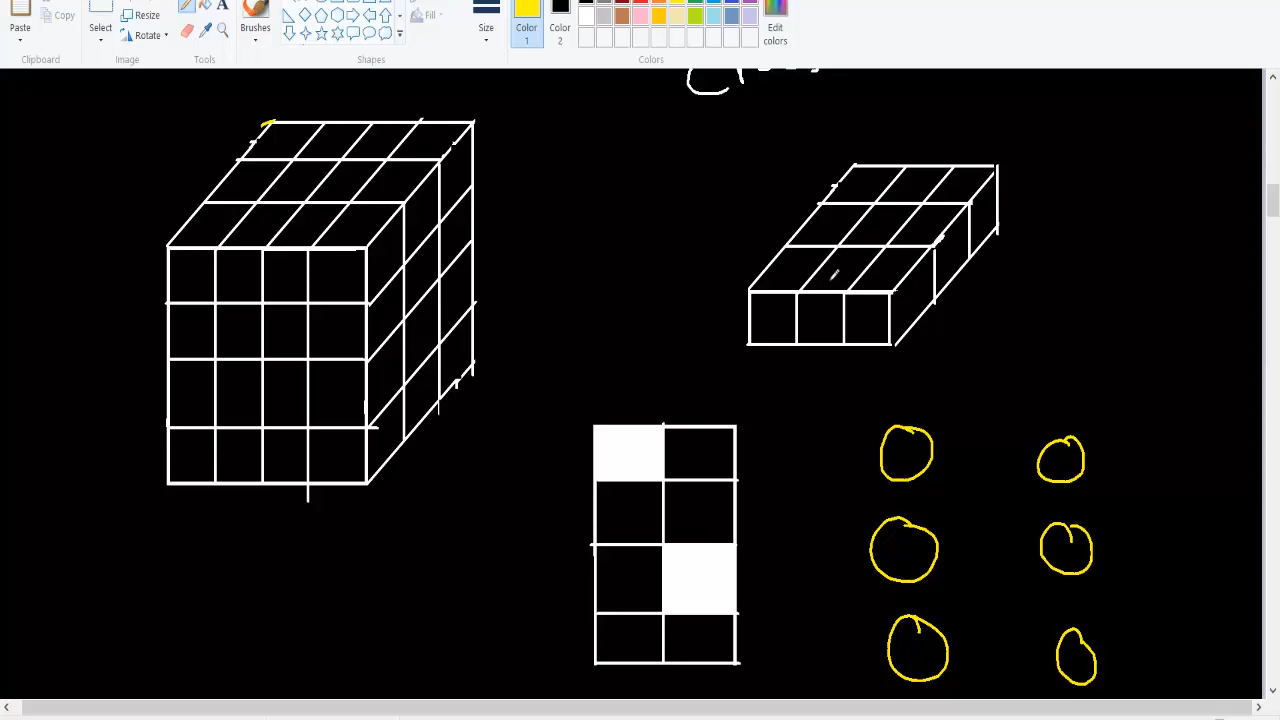 Paste
Copy
Select
Resize
Rotate
A
Brushes
Fill
Size
Color
1
Color
2
Edit
colors
Clipboard
Image
Tools
Shapes
Colors